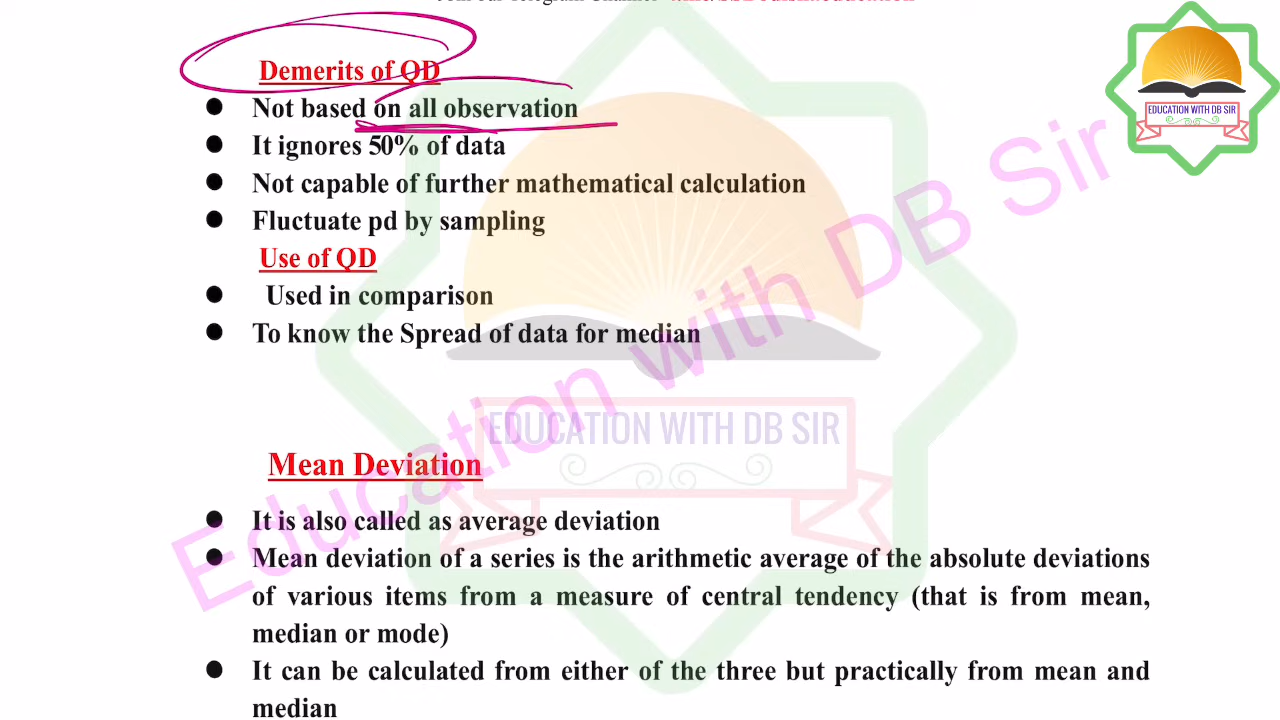 Demerits of QD
Not based on all observation
It ignores 50% of data
Not capable of further mathematical calculation
Fluctuate pd by sampling
Use of QD
Used in comparison
To know the Spread of data for median
Mean Deviation
It is also called as average deviation
Mean deviation of a series is the arithmetic average of the absolute deviations
of various items from a measure of central tendency (that is from mean,
median or mode)
It can be calculated from either of the three but practically from mean and
median
EDUCATION WITH DB SIR
Education with DB Sir
EDUCATION WITH DB SIR